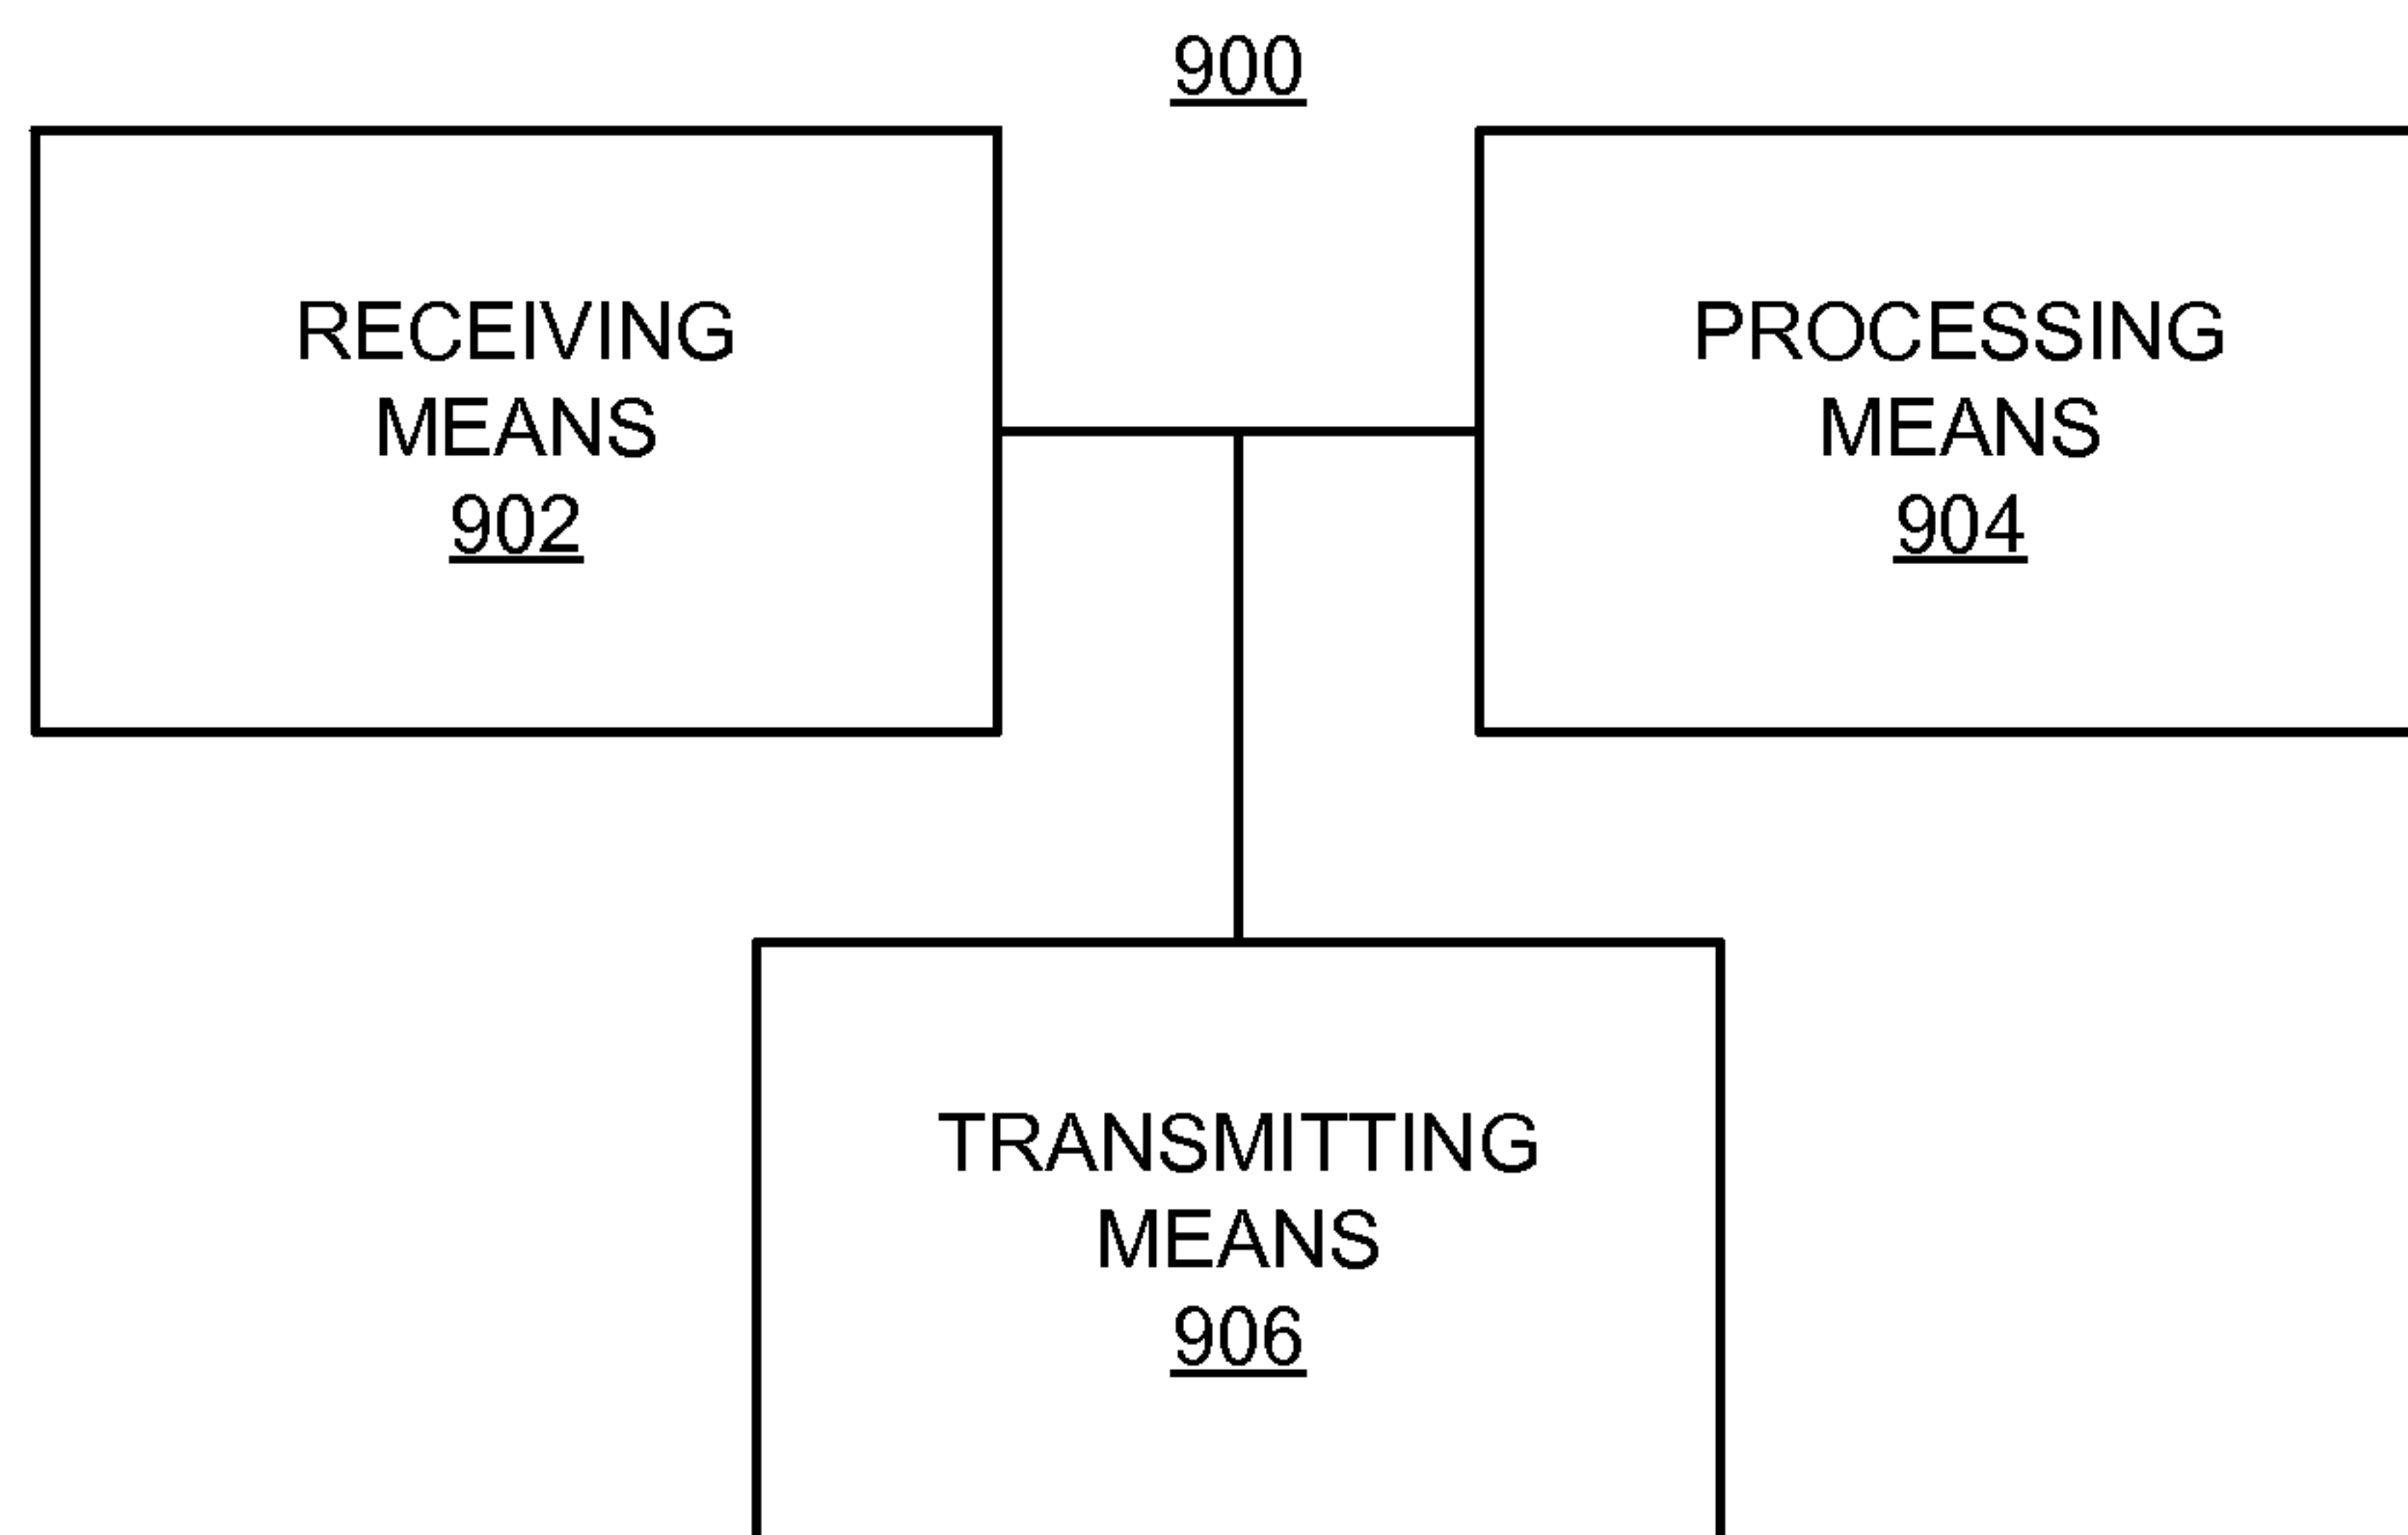 900
RECEIVING
MEANS
902
PROCESSING
MEANS
904
TRANSMITTING
MEANS
906